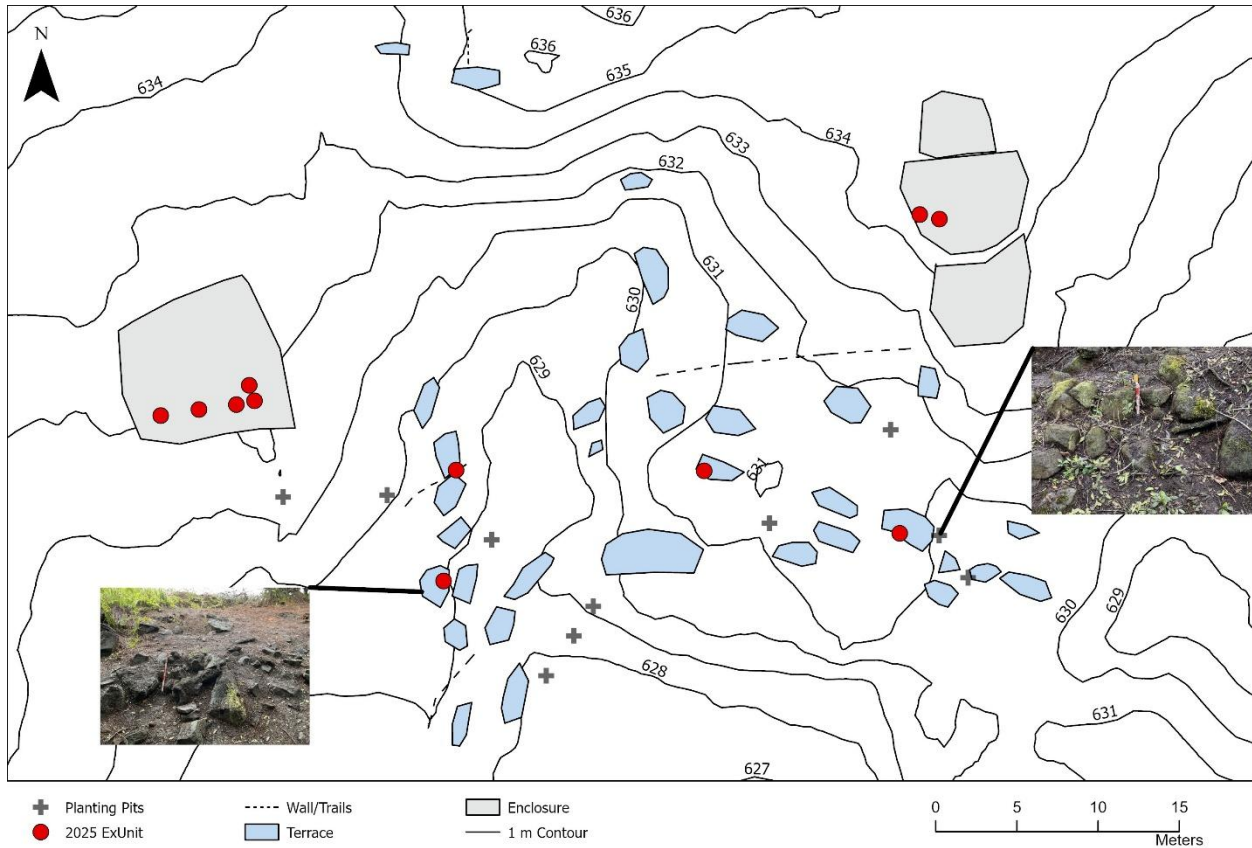 N
636
636
635
634
634
633
632
631
630
629
631
628
627
630
629
631
Planting Pits
2025 ExUnit
Wall/Trails
Terrace
Enclosure
1 m Contour
0 5 10 15
Meters